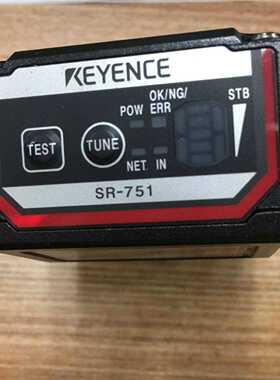 KEYENCE
OK/NG/
STB
POW ERR
TEST
TUNE
NET. IN
SR-751